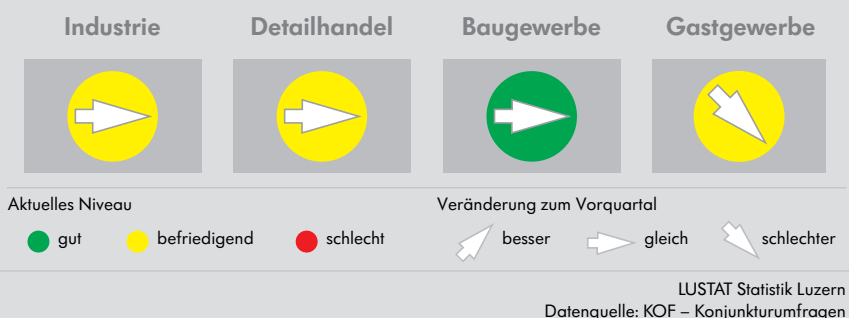 Industrie Detailhandel Baugewerbe Gastgewerbe
Aktuelles Niveau Veränderung zum Vorquartal
gut befriedigend schlecht besser gleich schlechter
LUSTAT Statistik Luzern
Datenquelle: KOF – Konjunkturumfragen